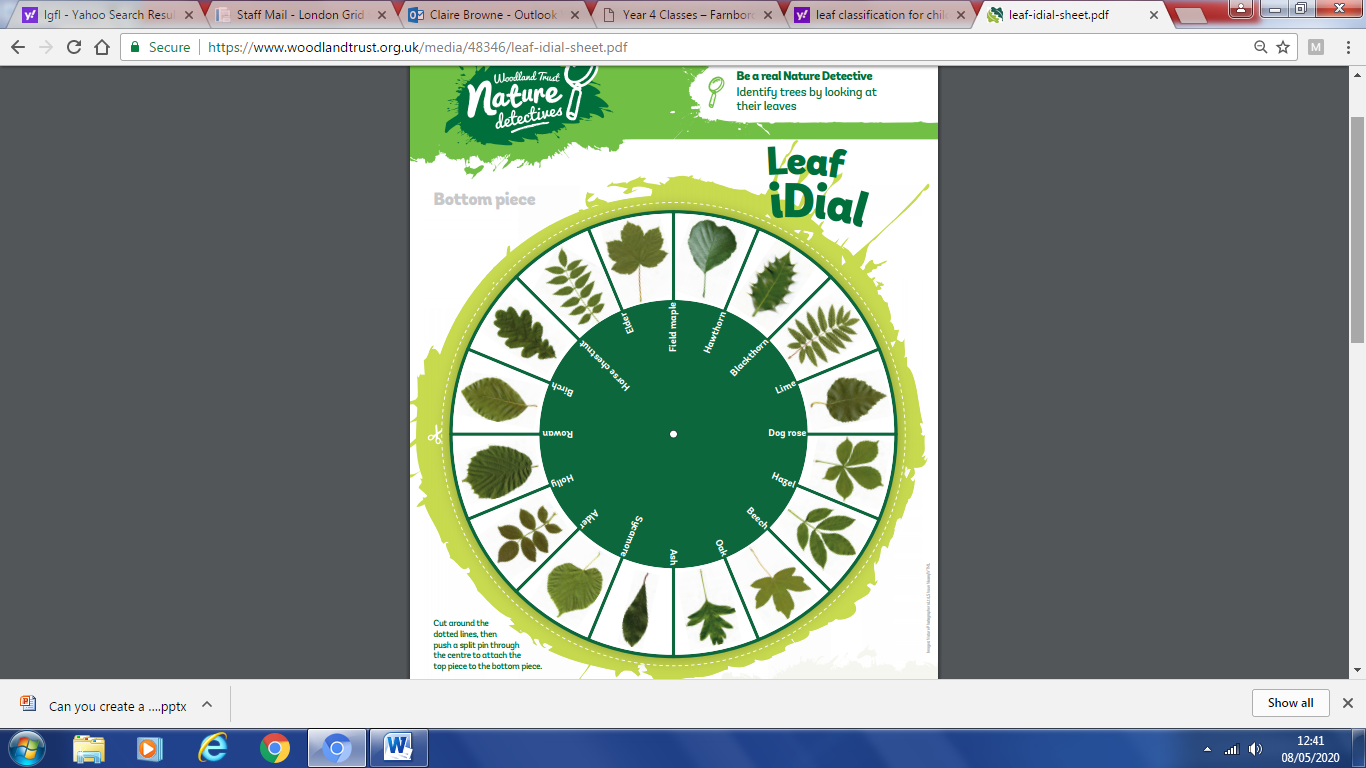 lgfl - Yahoo Search Resul
Staff Mail - London Grid
Claire Browne - Outlook
Year 4 Classes – Farnboro
leaf classification for chil
leaf-idial-sheet.pdf
Secure
https://www.woodlandtrust.org.uk/media/48346/leaf-idial-sheet.pdf
M
Woodland Trust
Nature
detectives
Be a real Nature Detective
Identify trees by looking at
their leaves
Leaf
iDial
Bottom piece
Field maple
Hawthorn
Blackthorn
Lime
Dog rose
Hazel
Beech
Oak
Ash
Sycamore
Alder
Holly
Rowan
Birch
Horse chestnut
Elder
Cut around the
dotted lines, then
push a split pin through
the centre to attach the
top piece to the bottom piece.
Can you create a ....pptx
Show all
12:41
08/05/2020